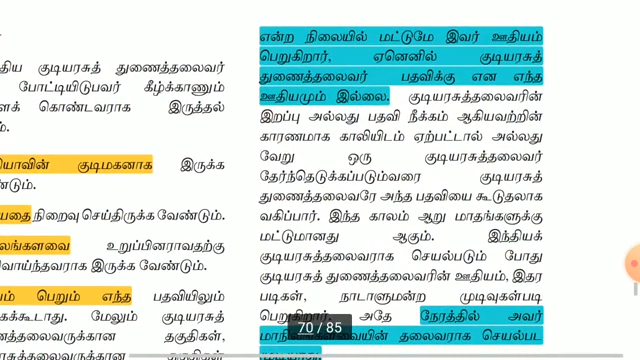 திய குடியரசுத் துணைத்தலைவர்
போட்டியிடுபவர் கீழ்க்காணும்
ளைக் கொண்டவராக இருத்தல்
ம்.
யாவின் குடிமகனாக இருக்க
ண்டும்.
யதை நிறைவு செய்திருக்க வேண்டும்.
லங்களவை உறுப்பினராவதற்கு
வாய்ந்தவராக இருக்க வேண்டும்.
யம் பெறும் எந்த பதவியிலும்
க்கூடாது. மேலும் குடியரசுத்
ணத்தலைவருக்கான தகுதிகள்,
என்ற நிலையில் மட்டுமே இவர் ஊதியம்
பெறுகிறார், ஏனெனில் குடியரசுத்
துணைத்தலைவர் பதவிக்கு என எந்த
ஊதியமும் இல்லை. குடியரசுத்தலைவரின்
இறப்பு அல்லது பதவி நீக்கம் ஆகியவற்றின்
காரணமாக காலியிடம் ஏற்பட்டால் அல்லது
வேறு ஒரு குடியரசுத்தலைவர்
தேர்ந்தெடுக்கப்படும்வரை குடியரசுத்
துணைத்தலைவரே அந்த பதவியை கூடுதலாக
வகிப்பார். இந்த காலம் ஆறு மாதங்களுக்கு
மட்டுமானது ஆகும். இந்தியக்
குடியரசுத்தலைவராக செயல்படும் போது
குடியரசுத் துணைத்தலைவரின் ஊதியம், இதர
படிகள், நாடாளுமன்ற முடிவுகள்படி
பெறுகிறார். அதே நேரத்தில் அவர்
தலைவராக செயல்பட
70 / 85